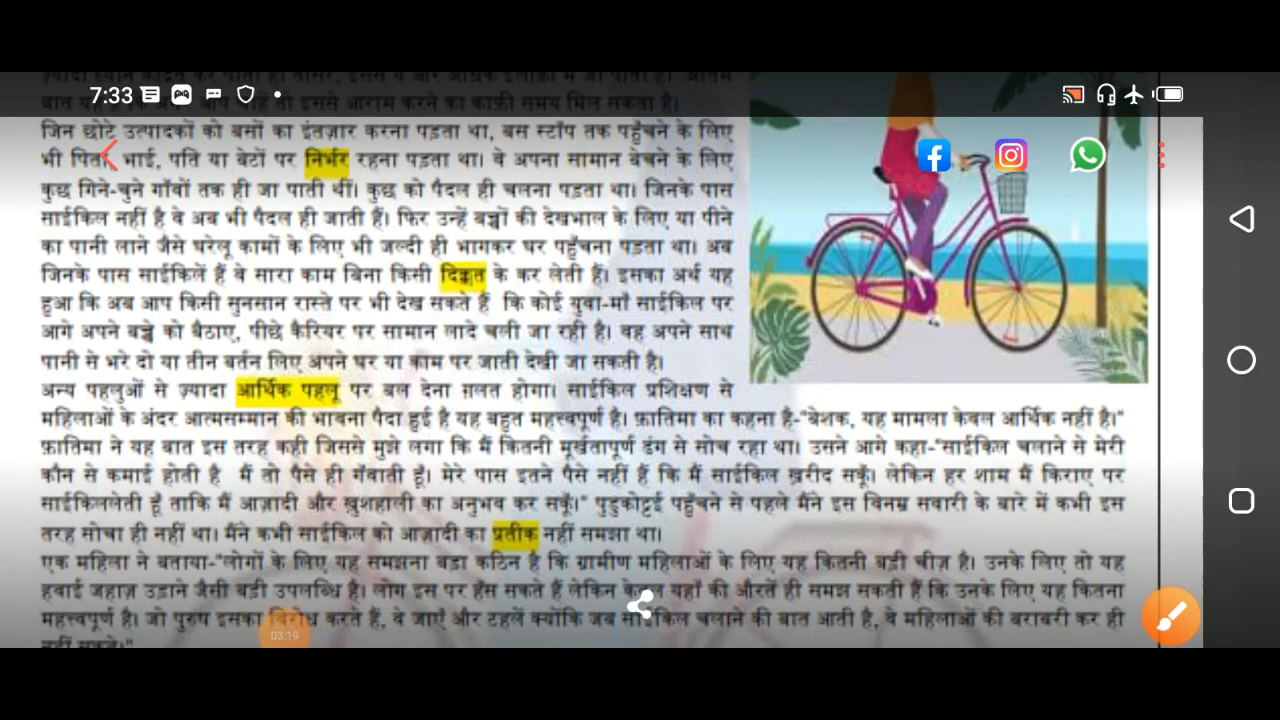 7:33
बात यह
तो इससे आराम करने का काफ़ी समय मिल सकता है।
जिन छोटे उत्पादकों को बसों का इंतज़ार करना पड़ता था, बस स्टॉप तक पहुँचने के लिए
भी पिता भाई, पति या बेटों पर निर्भर रहना पड़ता था। वे अपना सामान बेचने के लिए
कुछ गिने-चुने गाँवों तक ही जा पाती थीं। कुछ को पैदल ही चलना पड़ता था। जिनके पास
साईकिल नहीं है वे अब भी पैदल ही जाती हैं। फिर उन्हें बच्चों की देखभाल के लिए या पीने
का पानी लाने जैसे घरेलू कामों के लिए भी जल्दी ही भागकर घर पहुँचना पड़ता था। अब
जिनके पास साईकिलें हैं वे सारा काम बिना किसी दिक्कत के कर लेती हैं। इसका अर्थ यह
हुआ कि अब आप किसी सुनसान रास्ते पर भी देख सकते हैं कि कोई युवा-माँ साईकिल पर
आगे अपने बच्चे को बैठाए, पीछे कैरियर पर सामान लादे चली जा रही है। वह अपने साथ
पानी से भरे दो या तीन बर्तन लिए अपने घर या काम पर जाती देखी जा सकती है।
अन्य पहलुओं से ज़्यादा आर्थिक पहलू पर बल देना ग़लत होगा। साईकिल प्रशिक्षण से
महिलाओं के अंदर आत्मसम्मान की भावना पैदा हुई है यह बहुत महत्त्वपूर्ण है। फ़ातिमा का कहना है-"बेशक, यह मामला केवल आर्थिक नहीं है।"
फ़ातिमा ने यह बात इस तरह कही जिससे मुझे लगा कि मैं कितनी मूर्खतापूर्ण ढंग से सोच रहा था। उसने आगे कहा-"साईकिल चलाने से मेरी
कौन से कमाई होती है मैं तो पैसे ही गँवाती हूँ। मेरे पास इतने पैसे नहीं हैं कि मैं साईकिल ख़रीद सकूँ। लेकिन हर शाम मैं किराए पर
साईकिललेती हूँ ताकि मैं आज़ादी और ख़ुशहाली का अनुभव कर सकूँ।" पुडुकोट्टई पहुँचने से पहले मैंने इस विनम्र सवारी के बारे में कभी इस
तरह सोचा ही नहीं था। मैंने कभी साईकिल को आज़ादी का प्रतीक नहीं समझा था।
एक महिला ने बताया-"लोगों के लिए यह समझना बड़ा कठिन है कि ग्रामीण महिलाओं के लिए यह कितनी बड़ी चीज़ है। उनके लिए तो यह
हवाई जहाज़ उड़ाने जैसी बड़ी उपलब्धि है। लोग इस पर हँस सकते हैं लेकिन केवल यहाँ की औरतें ही समझ सकती हैं कि उनके लिए यह कितना
महत्त्वपूर्ण है। जो पुरुष इसका विरोध करते हैं, वे जाएँ और टहलें क्योंकि जब साईकिल चलाने की बात आती है, वे महिलाओं की बराबरी कर ही
03:19